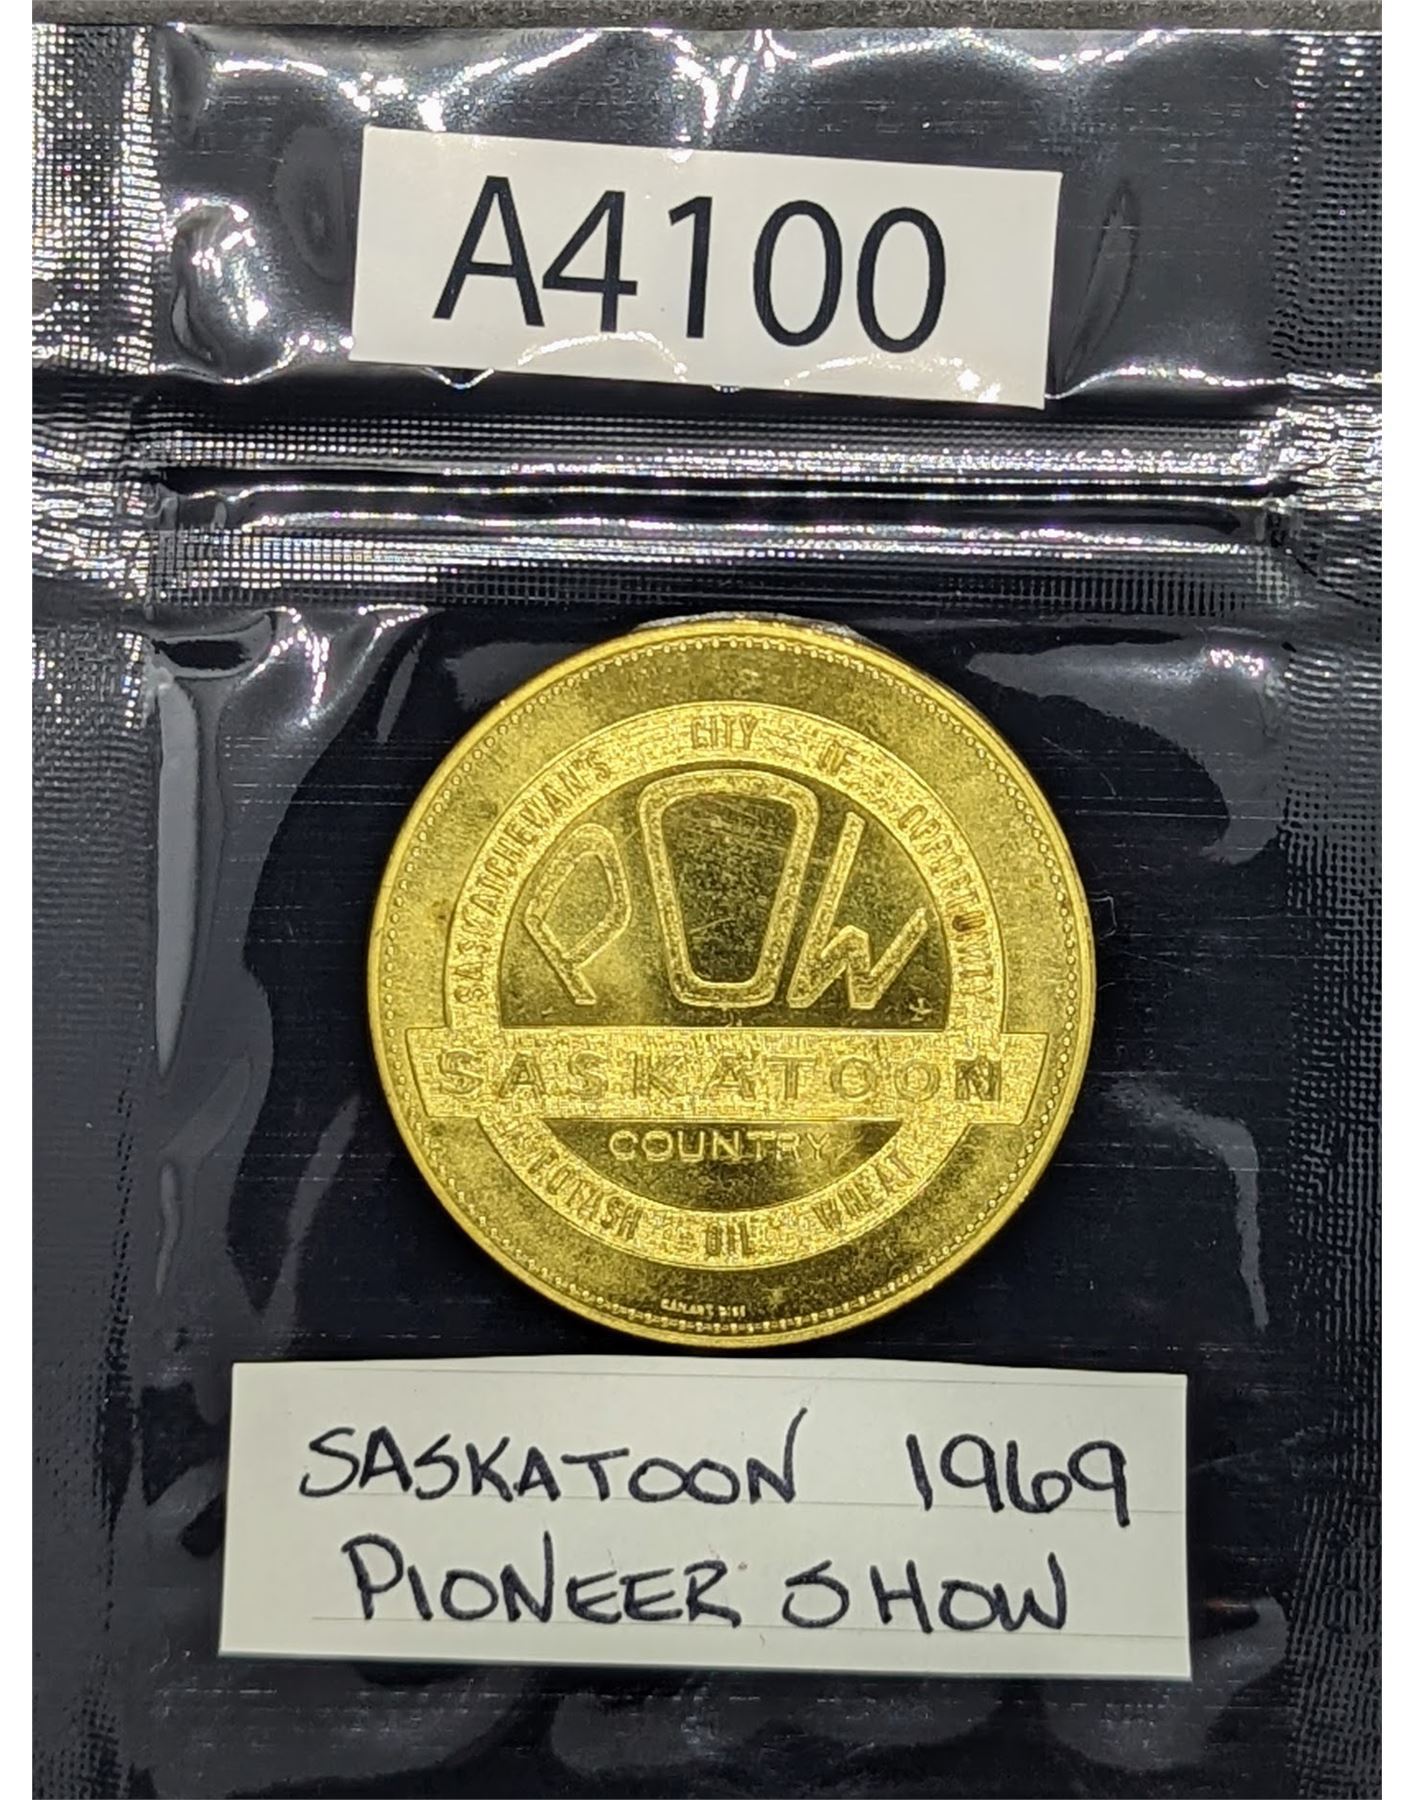 A4100
SASKATCHEWAN'S CITY OF OPPORTUNITY
POW
SASKATOON
COUNTRY
POTASH OIL WHEAT
SASKATOON 1969
PIONEER SHOW